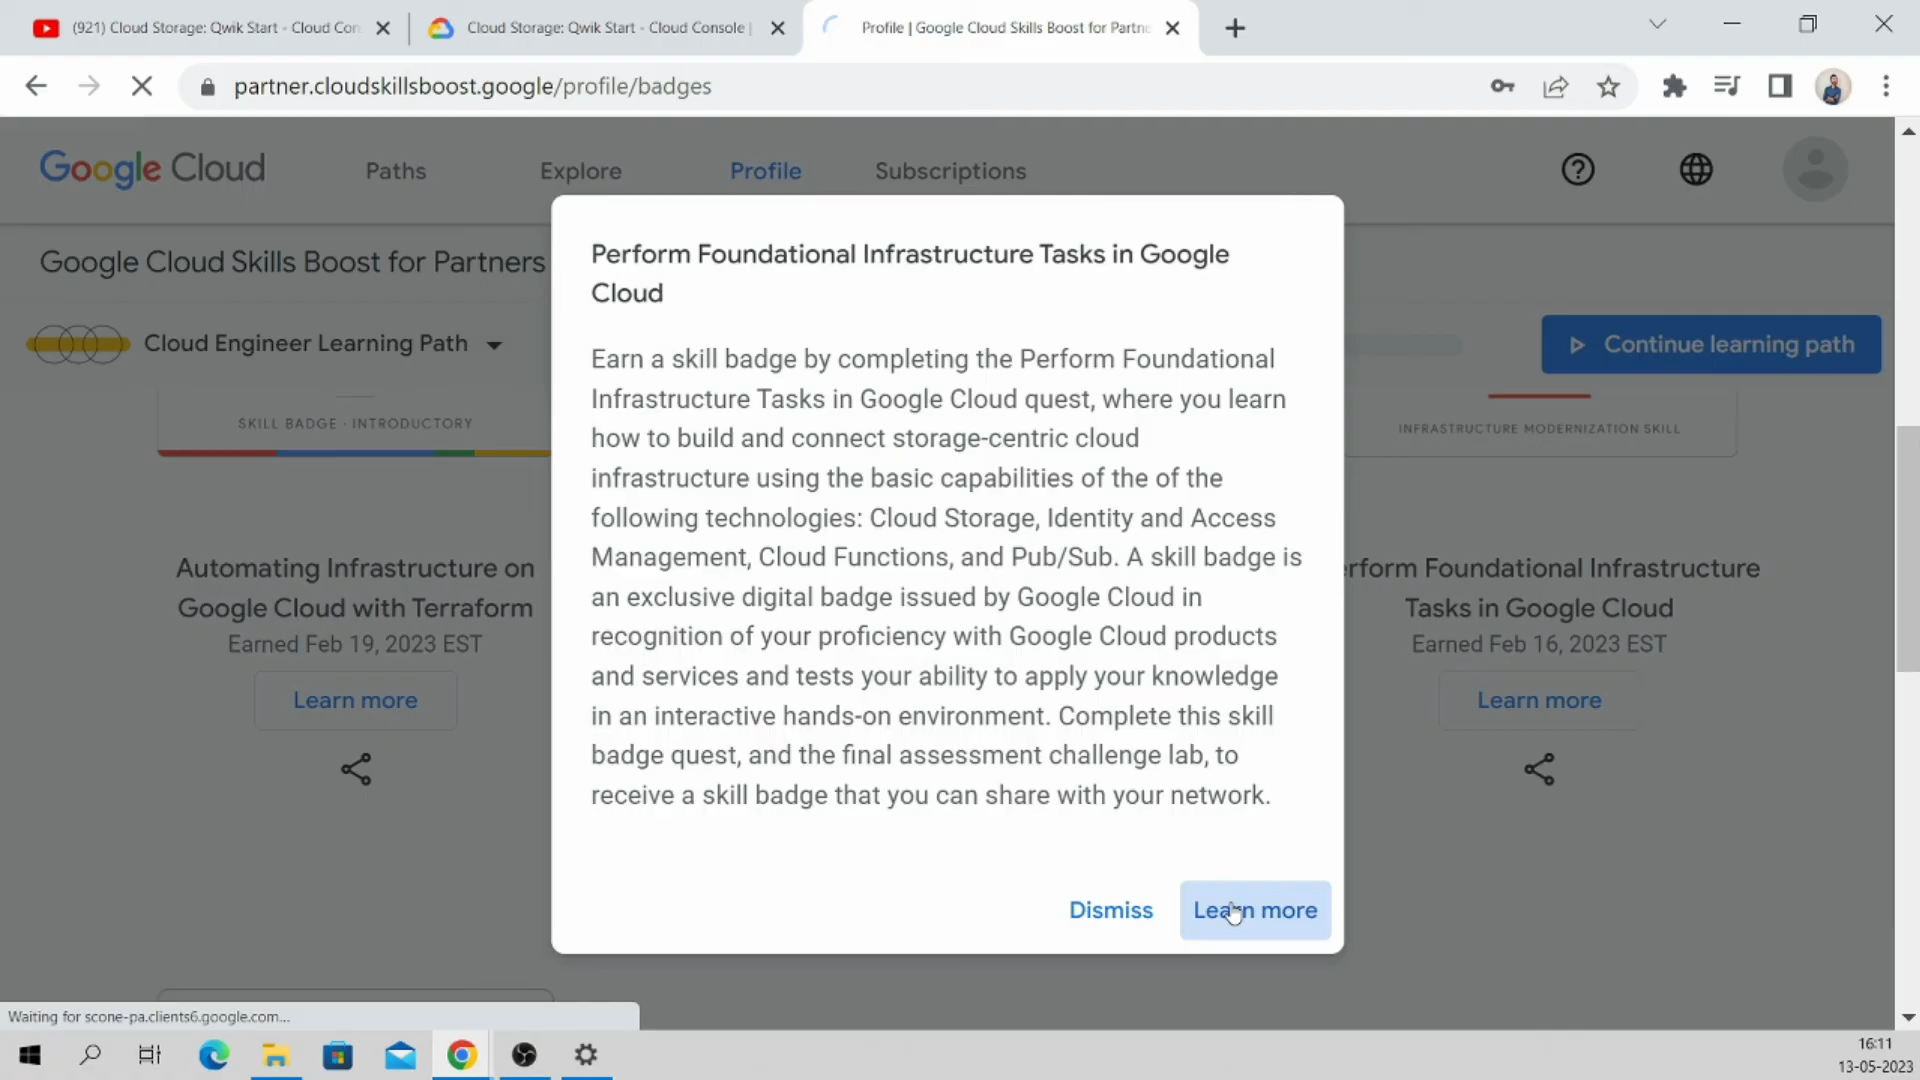 (921) Cloud Storage: Qwik Start - Cloud Con
Cloud Storage: Qwik Start - Cloud Console |
Profile | Google Cloud Skills Boost for Partne
partner.cloudskillsboost.google/profile/badges
Google Cloud
Paths
Explore
Profile
Subscriptions
Google Cloud Skills Boost for Partners
Cloud Engineer Learning Path
Continue learning path
SKILL BADGE · INTRODUCTORY
INFRASTRUCTURE MODERNIZATION SKILL
Perform Foundational Infrastructure Tasks in Google
Cloud
Earn a skill badge by completing the Perform Foundational
Infrastructure Tasks in Google Cloud quest, where you learn
how to build and connect storage-centric cloud
infrastructure using the basic capabilities of the of the
following technologies: Cloud Storage, Identity and Access
Management, Cloud Functions, and Pub/Sub. A skill badge is
an exclusive digital badge issued by Google Cloud in
recognition of your proficiency with Google Cloud products
and services and tests your ability to apply your knowledge
in an interactive hands-on environment. Complete this skill
badge quest, and the final assessment challenge lab, to
receive a skill badge that you can share with your network.
Dismiss
Learn more
Automating Infrastructure on
Google Cloud with Terraform
Earned Feb 19, 2023 EST
Learn more
rform Foundational Infrastructure
Tasks in Google Cloud
Earned Feb 16, 2023 EST
Learn more
Waiting for scone-pa.clients6.google.com...
16:11
13-05-2023